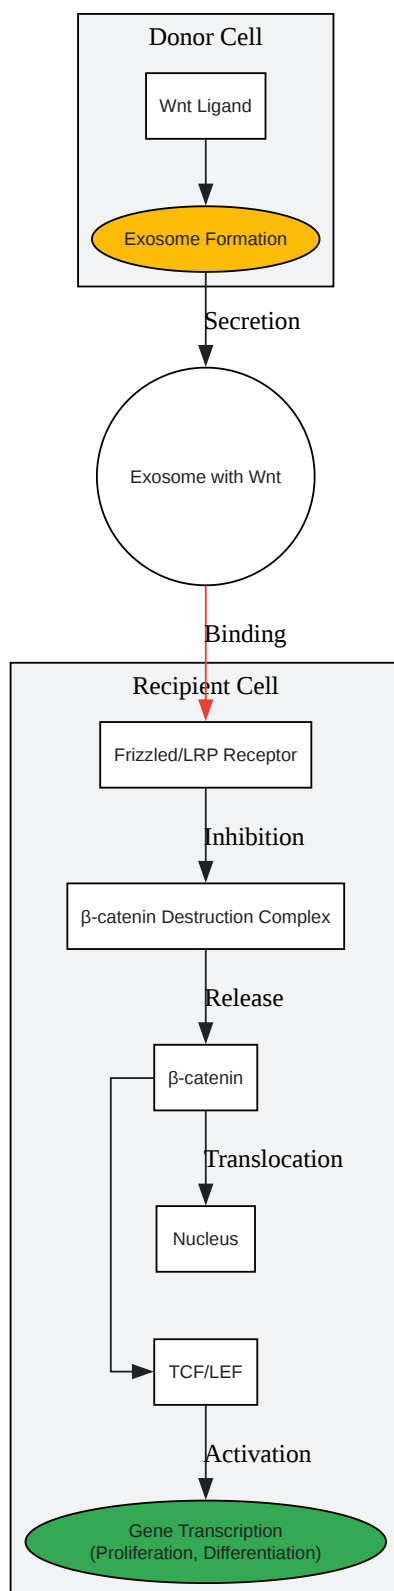 Donor Cell
Wnt Ligand
Exosome Formation
Secretion
Exosome with Wnt
Binding
Recipient Cell
Frizzled/LRP Receptor
Inhibition
β-catenin Destruction Complex
Release
β-catenin
Translocation
Nucleus
TCF/LEF
Activation
Gene Transcription
(Proliferation, Differentiation)